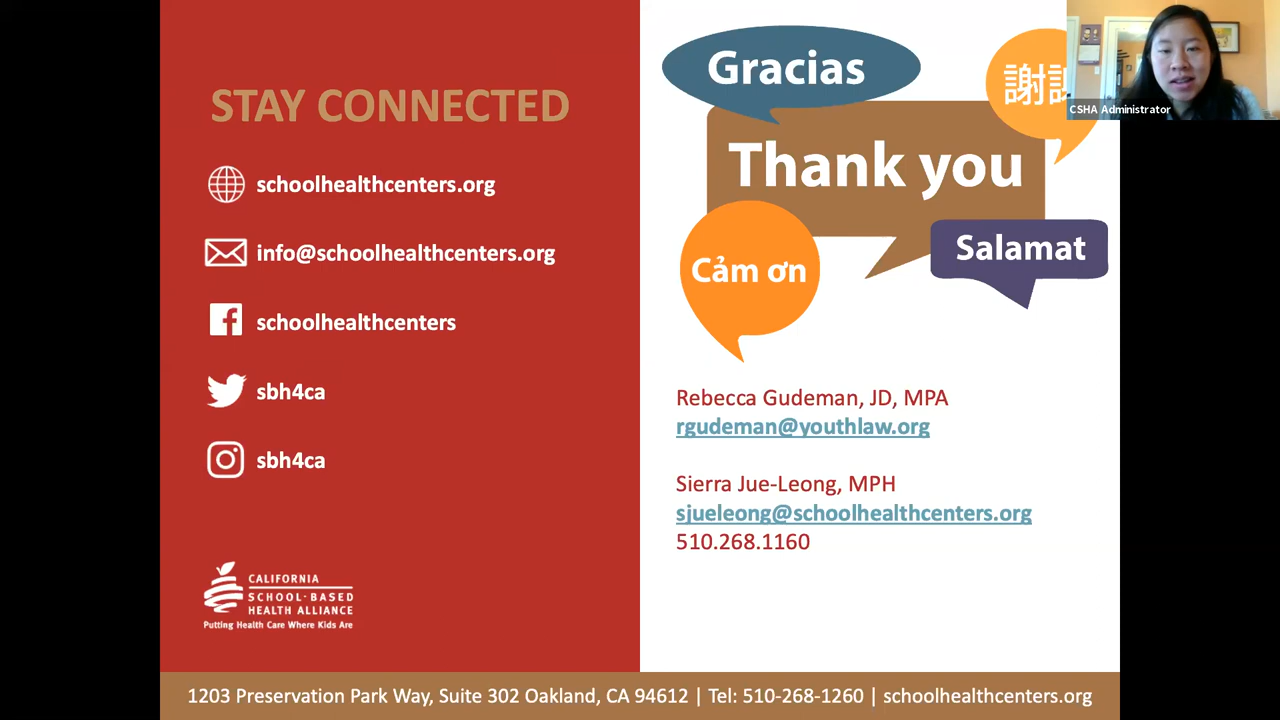 STAY CONNECTED
schoolhealthcenters.org
info@schoolhealthcenters.org
schoolhealthcenters
sbh4ca
sbh4ca
CALIFORNIA
SCHOOL-BASED
HEALTH ALLIANCE
Putting Health Care Where Kids Are
Gracias
謝
CSHA Administrator
Thank you
Cảm ơn
Salamat
Rebecca Gudeman, JD, MPA
rgudeman@youthlaw.org
Sierra Jue-Leong, MPH
sjueleong@schoolhealthcenters.org
510.268.1160
1203 Preservation Park Way, Suite 302 Oakland, CA 94612 | Tel: 510-268-1260 | schoolhealthcenters.org